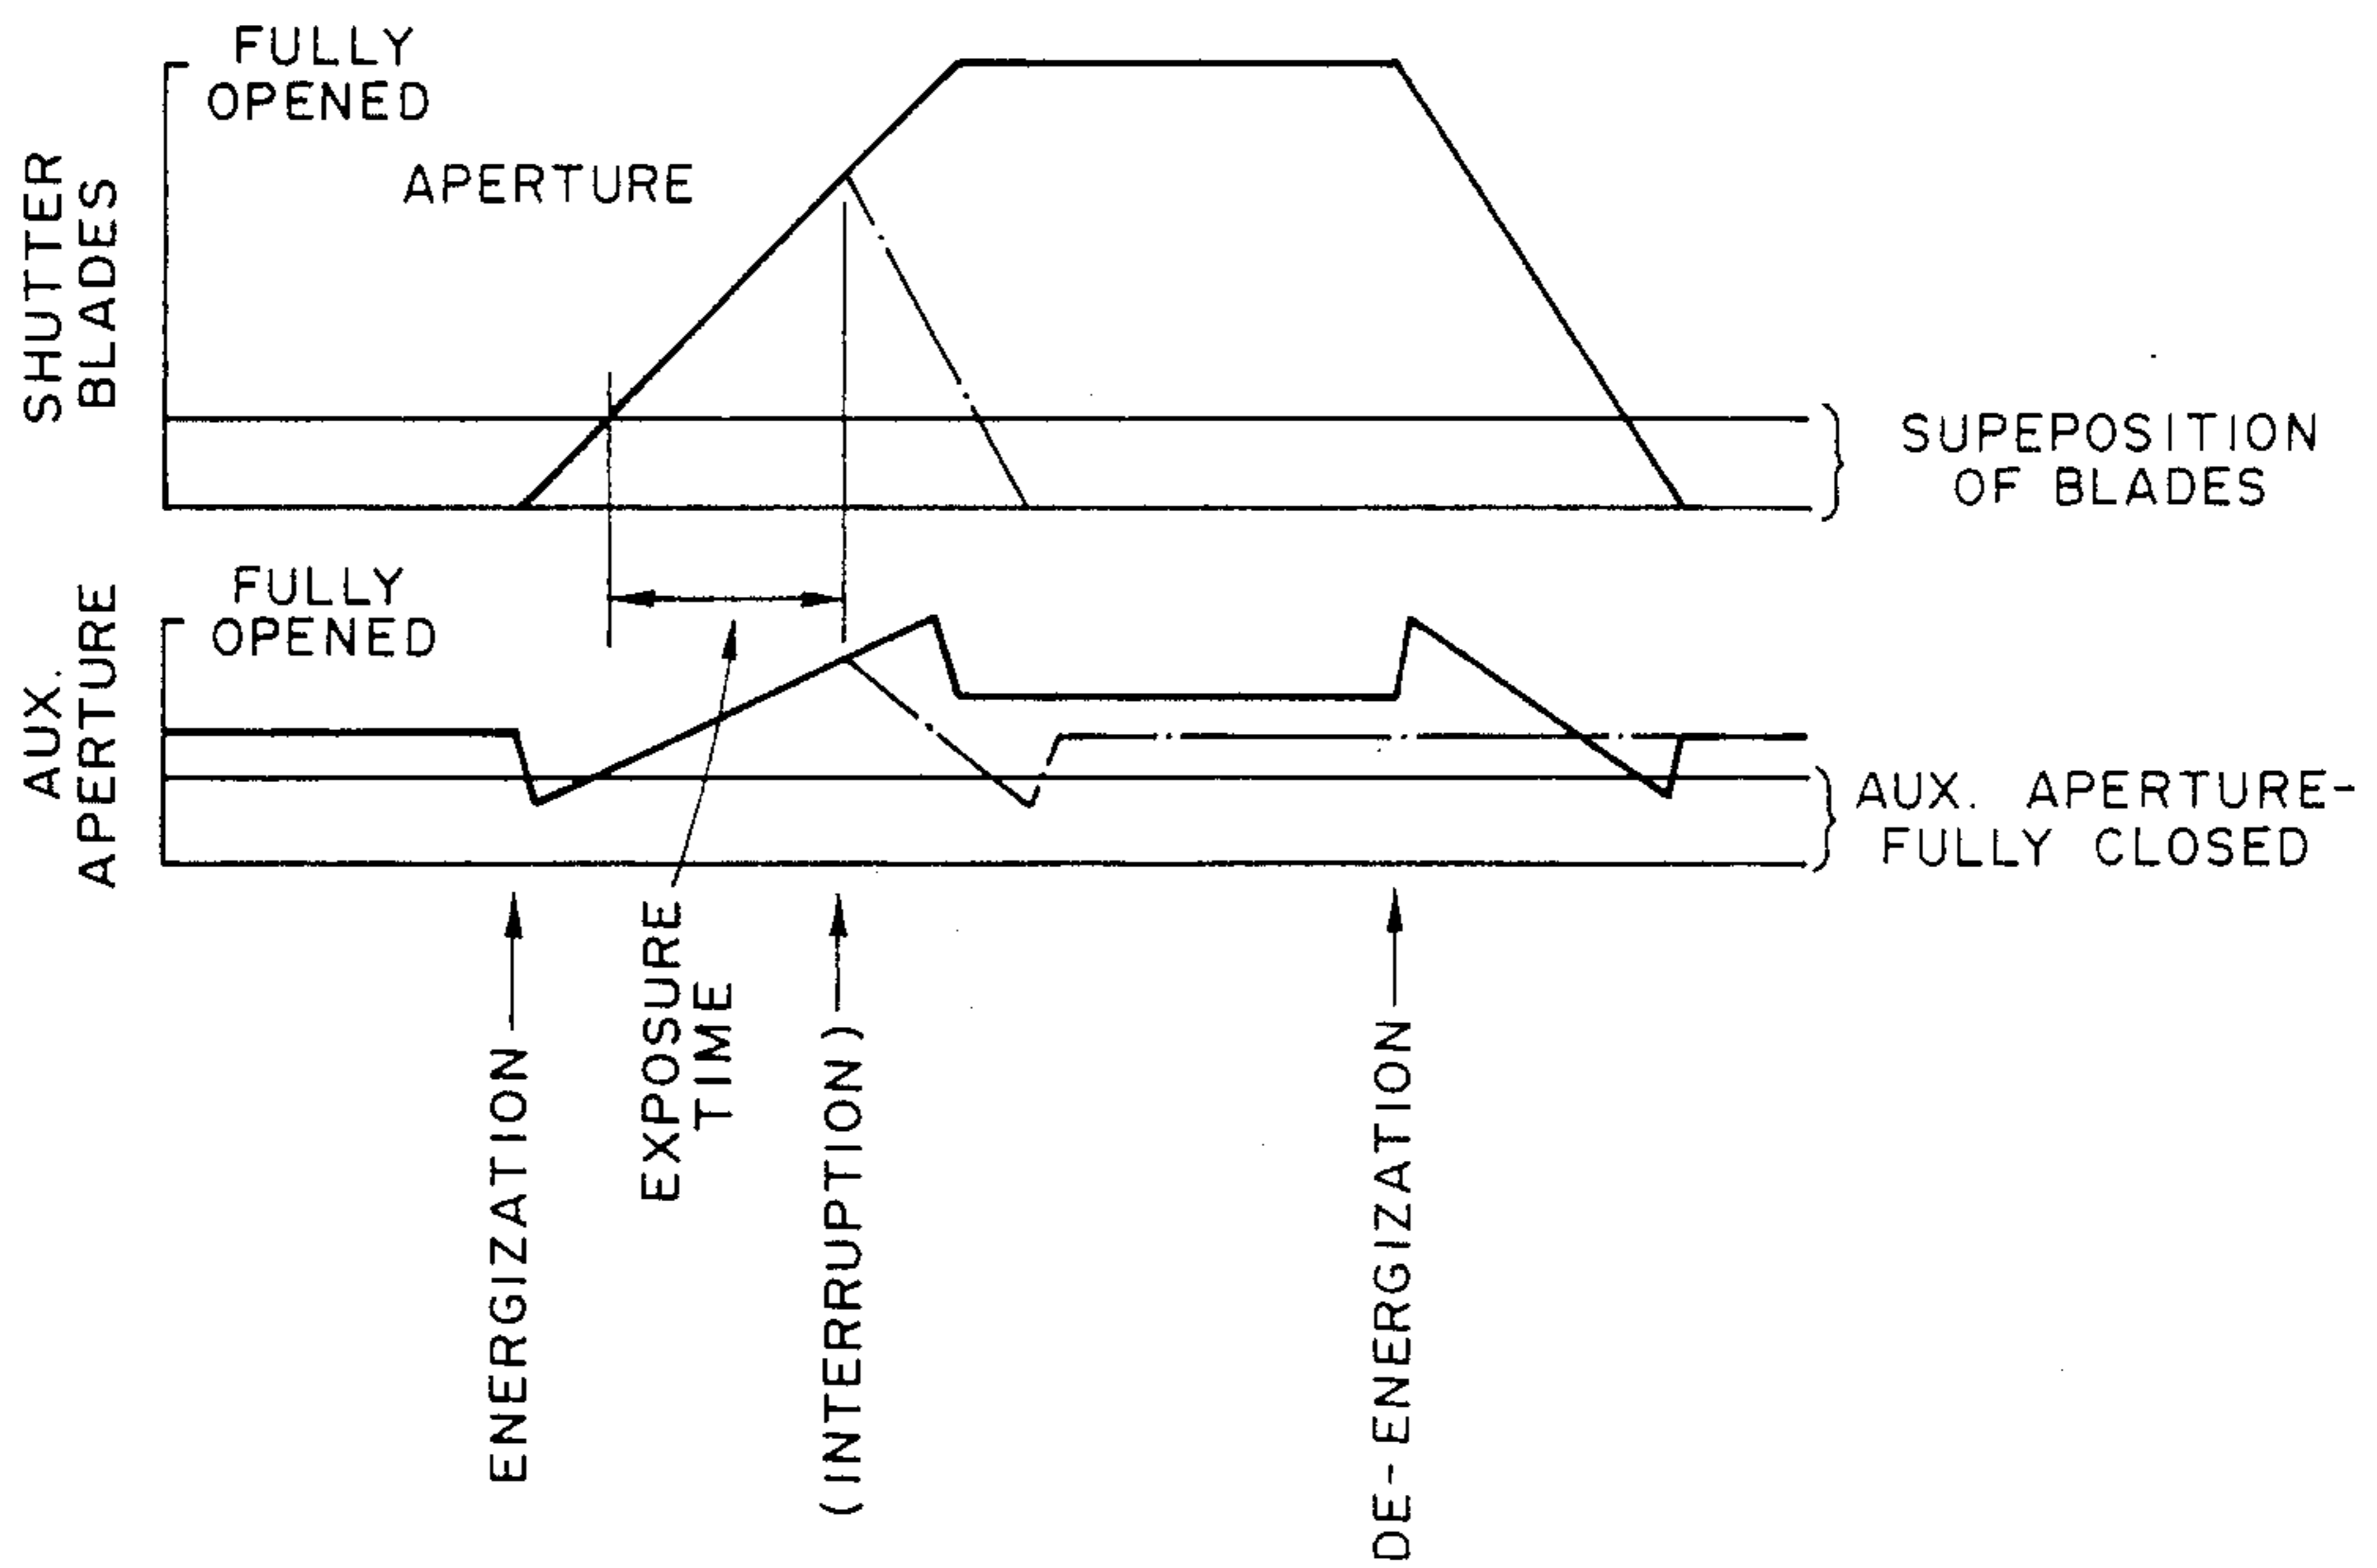 FULLY
OPENED
APERTURE
SHUTTER
BLADES
SUPEPOSITION
OF BLADES
FULLY
OPENED
AUX.
APERTURE
AUX. APERTURE-
FULLY CLOSED
ENERGIZATION
EXPOSURE
TIME
(INTERRUPTION)
DE-ENERGIZATION